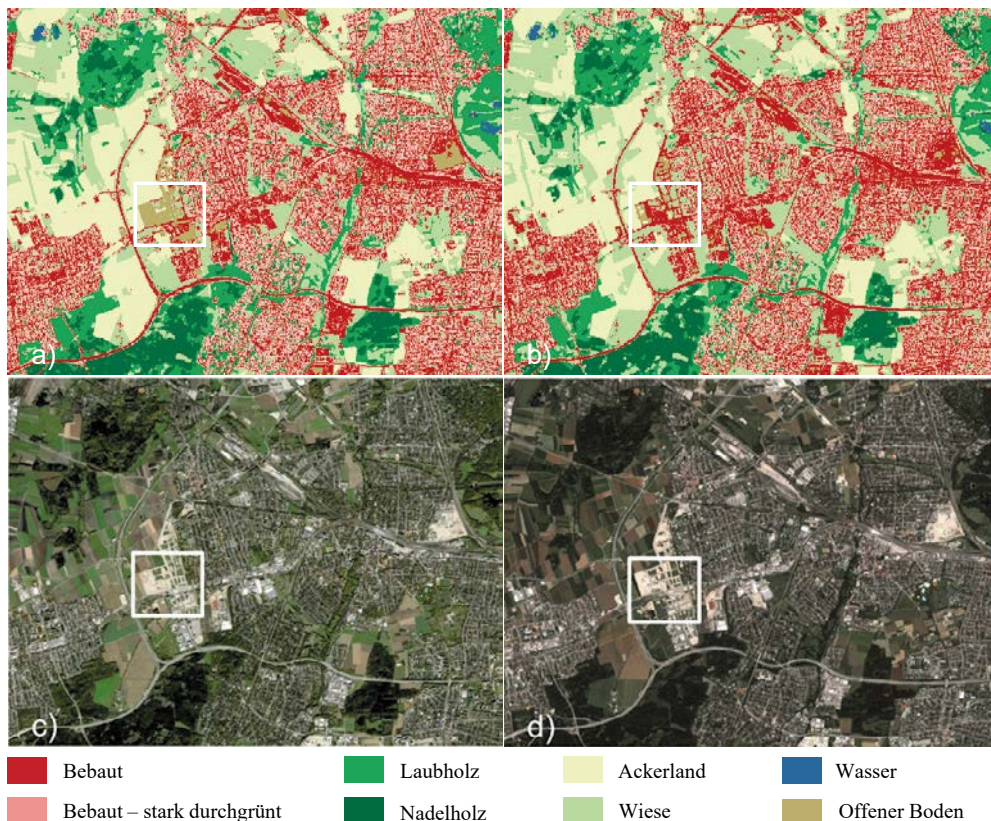 a)
b)
c)
d)
Bebaut
Laubholz
Ackerland
Wasser
Bebaut – stark durchgrünt
Nadelholz
Wiese
Offener Boden